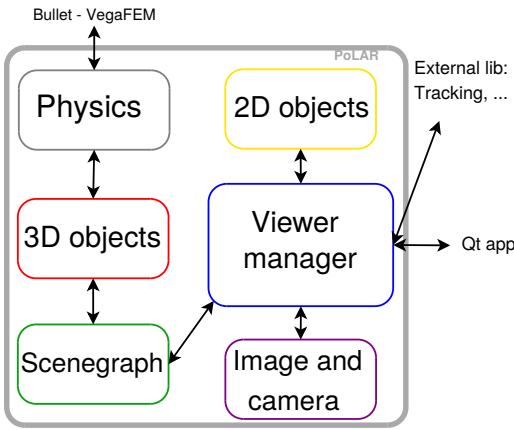 Bullet - VegaFEM
PoLAR
External lib:
Tracking, ...
Physics
2D objects
3D objects
Viewer
manager
Qt app
Scenegraph
Image and
camera